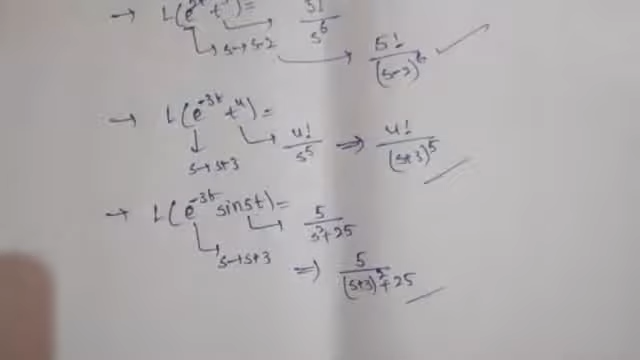 → L(e^{2t} t^5) = 5!/s^6
s→s-2 → 5!/(s-2)^6
→ L(e^{-3t} t^4) =
s→s+3 4!/s^5 ⇒ 4!/(s+3)^5
→ L(e^{-3t} sin5t) = 5/(s²+25)
s→s+3 ⇒ 5/((s+3)²+25)